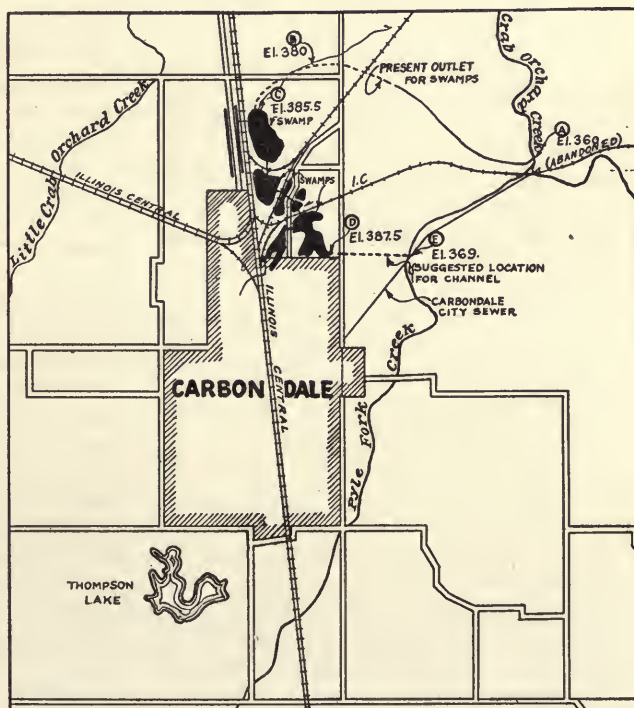 B
El. 380
Crab Orchard Creek
PRESENT OUTLET
FOR SWAMPS
C
El. 385.5
SWAMP
A
El. 369
(ABANDONED)
Little Crab Orchard Creek
ILLINOIS CENTRAL
I.C
SWAMPS
D
El. 387.5
E
El. 369.
SUGGESTED LOCATION
FOR CHANNEL
CARBONDALE
CITY SEWER
ILLINOIS CENTRAL
CARBONDALE
Pyle Fork Creek
THOMPSON
LAKE